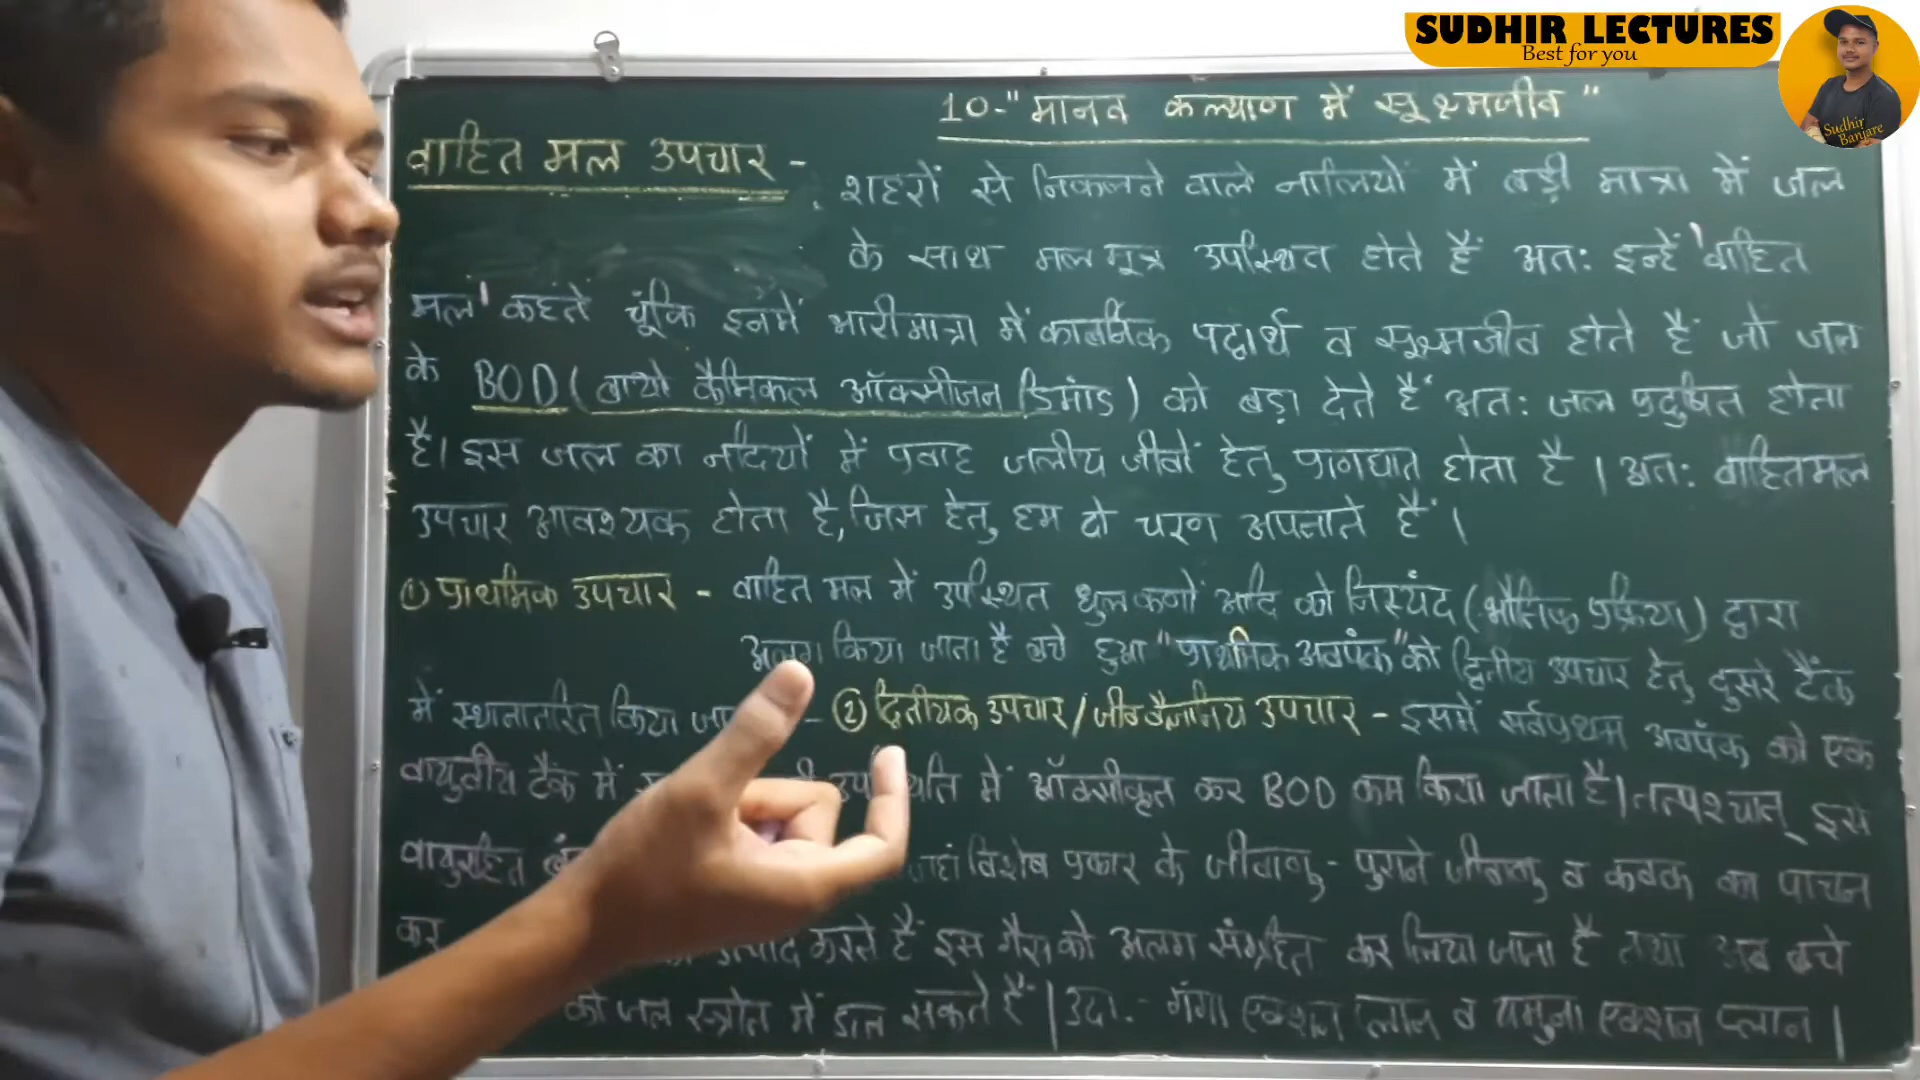 SUDHIR LECTURES
Best for you
Sudhir
Banjare
10-"मानव कल्याण में सूक्ष्मजीव"
वाहित मल उपचार -
शहरों से निकलने वाले नालियों में बड़ी मात्रा में जल
के साथ मलमूत्र उपस्थित होते हैं अतः इन्हें 'वाहित
मल' कहते चूंकि इनमें भारी मात्रा में कार्बनिक पदार्थ व सूक्ष्मजीव होते हैं जो जल
के BOD (बायो कैमिकल ऑक्सीजन डिमांड) को बड़ा देते हैं अतः जल प्रदुषित होता
है। इस जल का नदियों में प्रवाह जलीय जीवों हेतु प्राणघात होता है। अतः वाहितमल
उपचार आवश्यक होता है, जिस हेतु हम दो चरण अपनाते हैं।
① प्राथमिक उपचार - वाहित मल में उपस्थित धुल कणों आदि को निस्यंद (भौतिक प्रक्रिया) द्वारा
अलग किया जाता है बचे हुआ "प्राथमिक अवपंक" को द्वितीय उपचार हेतु दुसरे टैंक
में स्थानातरित किया - ② द्वितीयक उपचार / जीववैज्ञानिय उपचार - इसमें सर्वप्रथम अवपंक को एक
वायुवीय टैंक में में ऑक्सीकृत कर BOD कम किया जाता है। तत्पश्चात् इस
वायुरहित जहां विशेष प्रकार के जीवाणु - पुराने जीवाणु व कवक का पाचन
कर करते हैं इस गैस को अलग संग्रहित कर लिया जाता है तथा अब बचे
को जल स्त्रोत में डाल सकते हैं | उदा. - गंगा एक्शन प्लान व यमुना एक्शन प्लान |